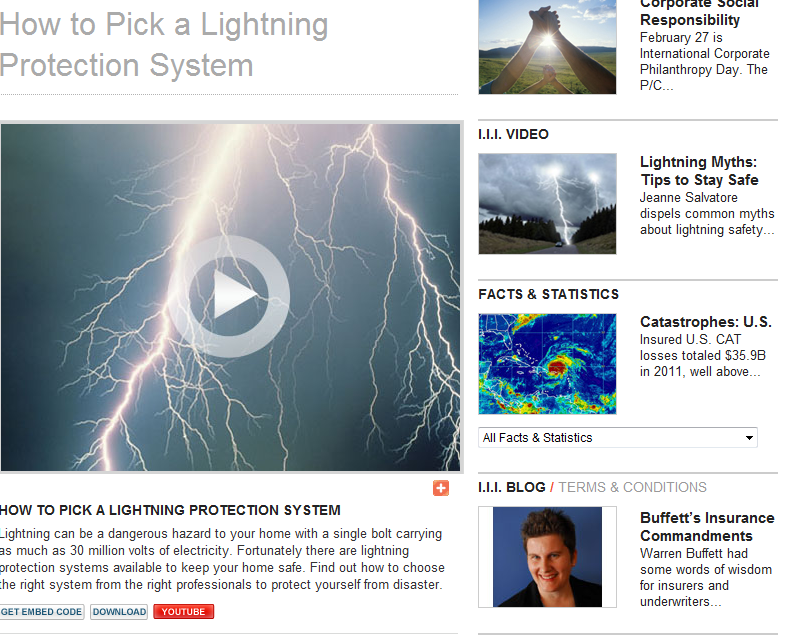 How to Pick a Lightning
Protection System
HOW TO PICK A LIGHTNING PROTECTION SYSTEM
Lightning can be a dangerous hazard to your home with a single bolt carrying
as much as 30 million volts of electricity. Fortunately there are lightning
protection systems available to keep your home safe. Find out how to choose
the right system from the right professionals to protect yourself from disaster.
GET EMBED CODE DOWNLOAD YOUTUBE
Corporate Social
Responsibility
February 27 is
International Corporate
Philanthropy Day. The
P/C...
I.I.I. VIDEO
Lightning Myths:
Tips to Stay Safe
Jeanne Salvatore
dispels common myths
about lightning safety...
FACTS & STATISTICS
Catastrophes: U.S.
Insured U.S. CAT
losses totaled $35.9B
in 2011, well above...
All Facts & Statistics
I.I.I. BLOG / TERMS & CONDITIONS
Buffett's Insurance
Commandments
Warren Buffett had
some words of wisdom
for insurers and
underwriters...